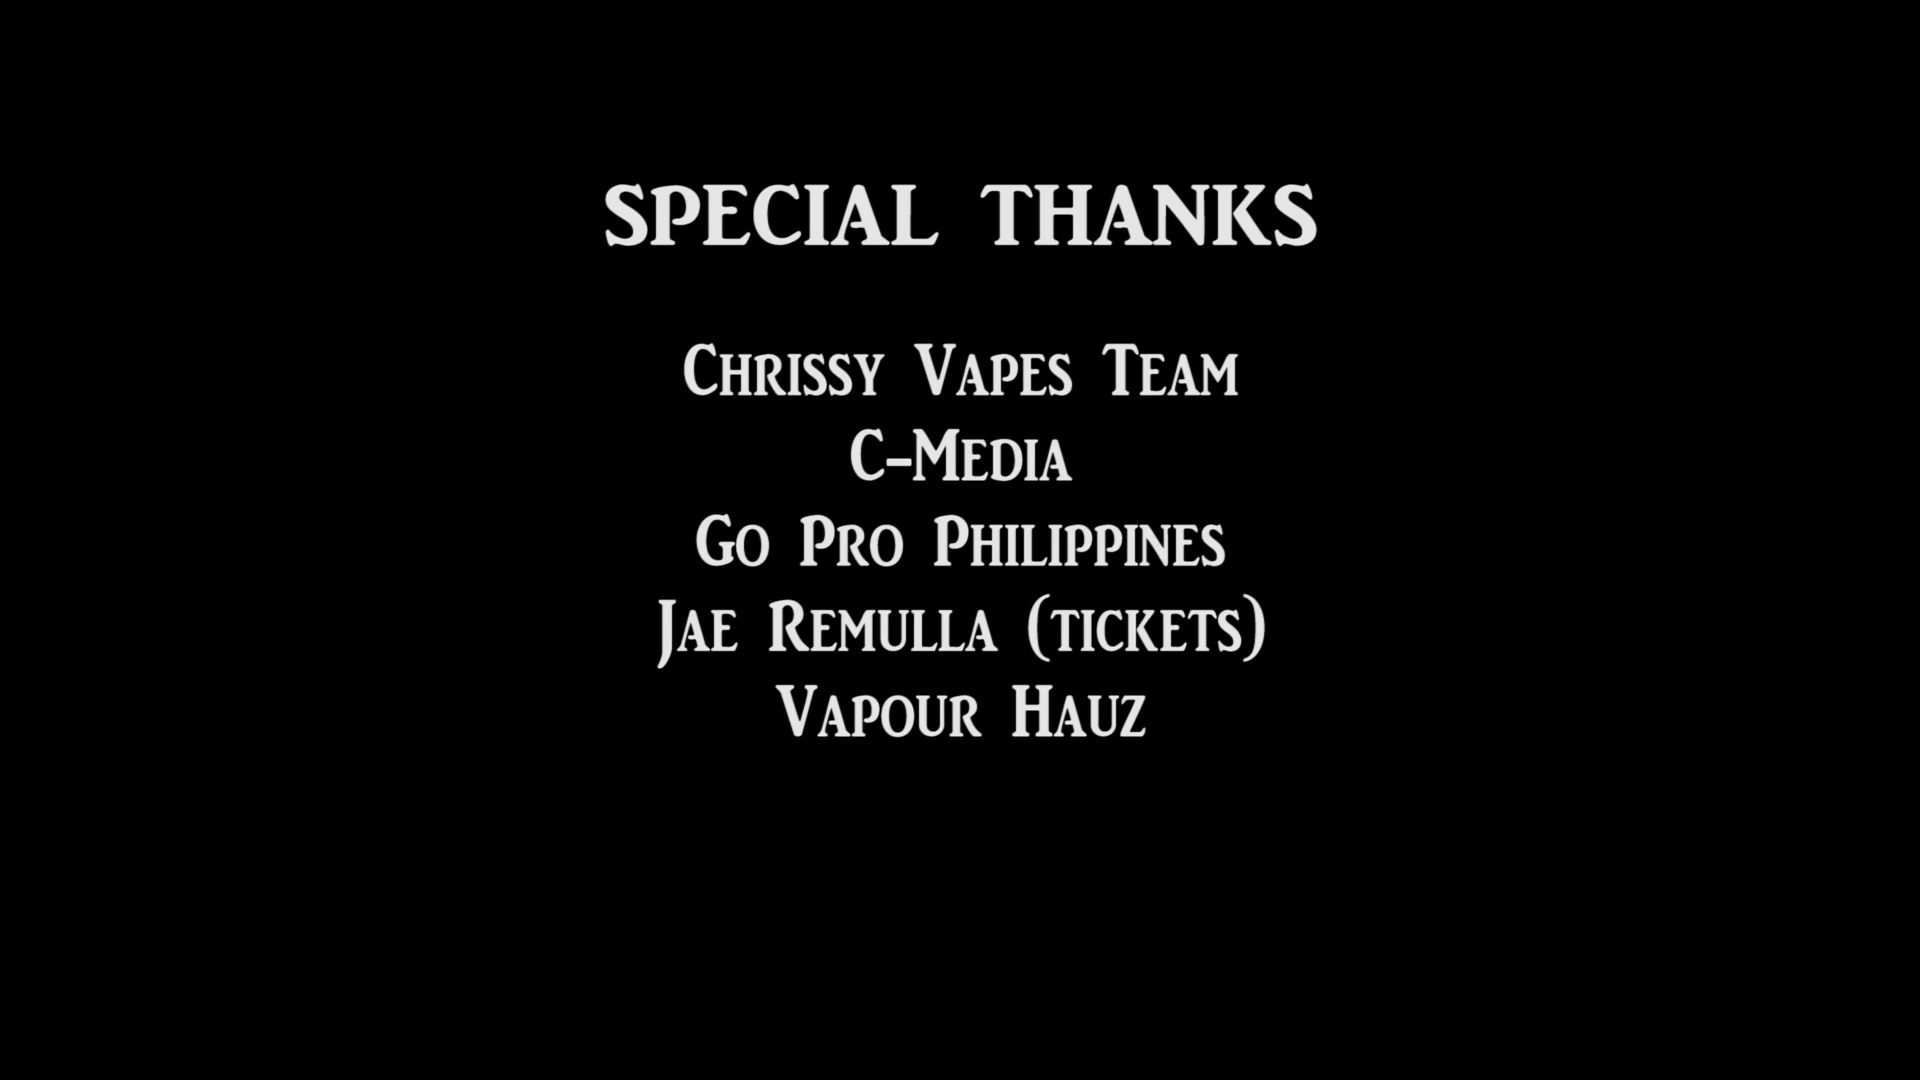 SPECIAL THANKS
Chrissy Vapes Team
C-Media
Go Pro Philippines
Jae Remulla (tickets)
Vapour Hauz